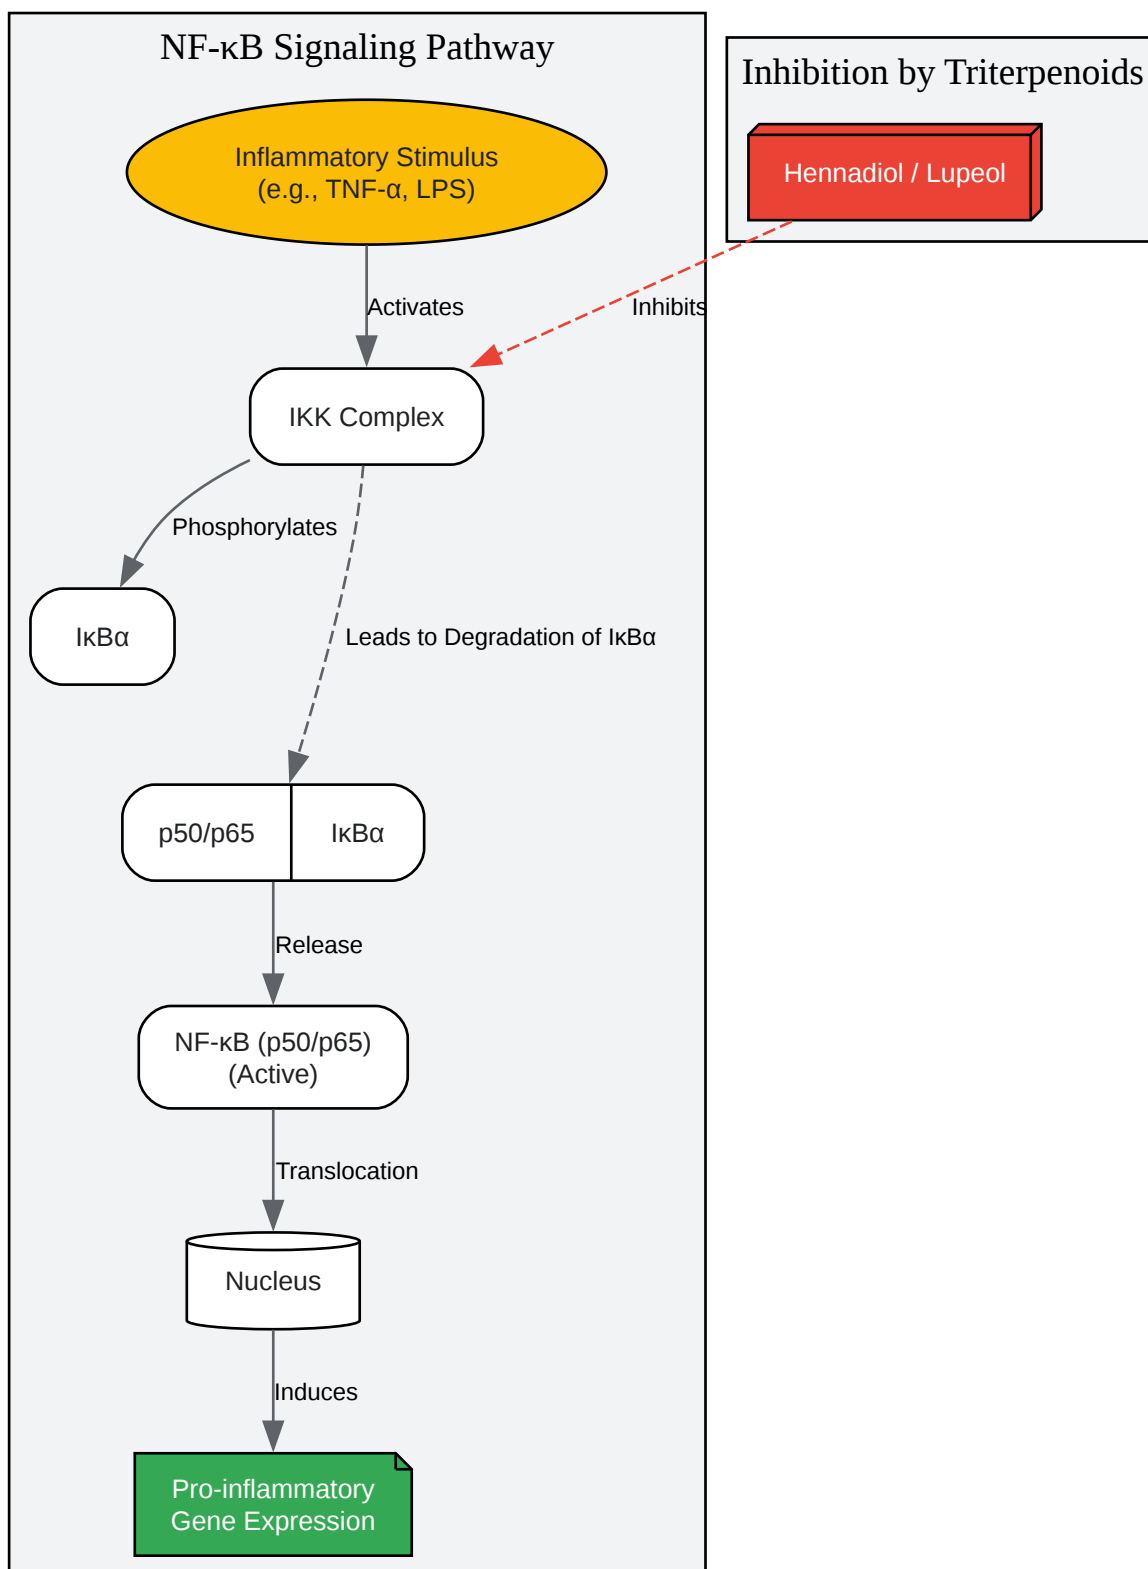 NF-κB Signaling Pathway
Inhibition by Triterpenoids
Inflammatory Stimulus
(e.g., TNF-α, LPS)
Hennadiol / Lupeol
Activates
Inhibits
IKK Complex
Phosphorylates
IκBα
Leads to Degradation of IκBα
p50/p65
IκBα
Release
NF-κB (p50/p65)
(Active)
Translocation
Nucleus
Induces
Pro-inflammatory
Gene Expression